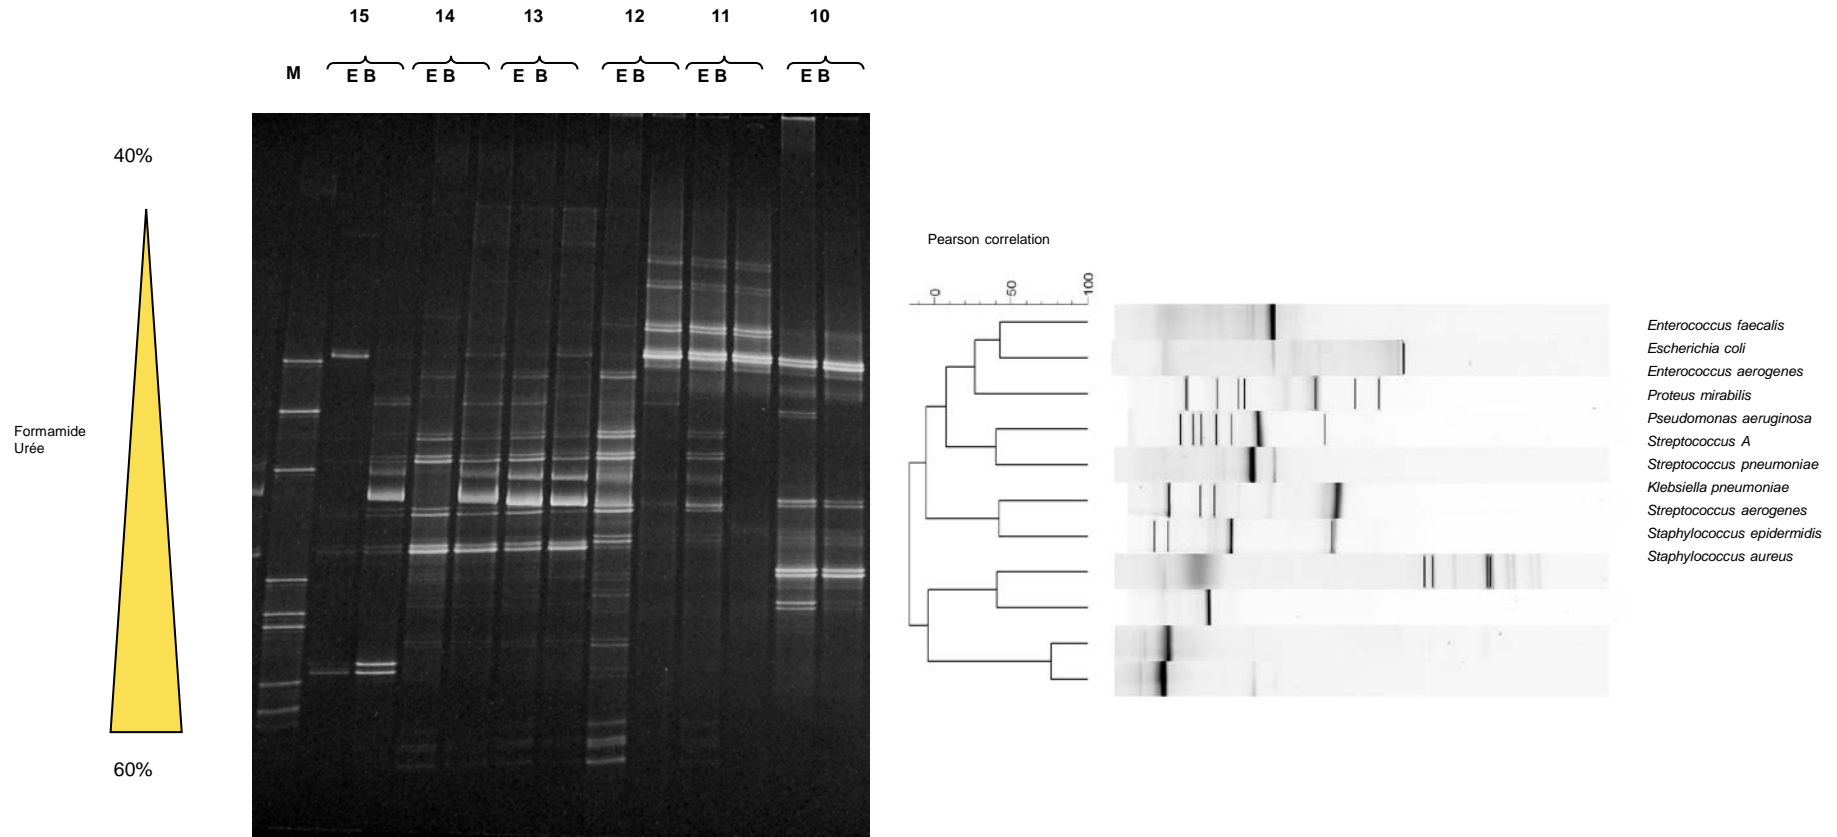 15 14 13 12 11 10
M E B E B E B E B E B E B
40%
Formamide
Urée
60%
Pearson correlation
0 50 100
Enterococcus faecalis
Escherichia coli
Enterococcus aerogenes
Proteus mirabilis
Pseudomonas aeruginosa
Streptococcus A
Streptococcus pneumoniae
Klebsiella pneumoniae
Streptococcus aerogenes
Staphylococcus epidermidis
Staphylococcus aureus